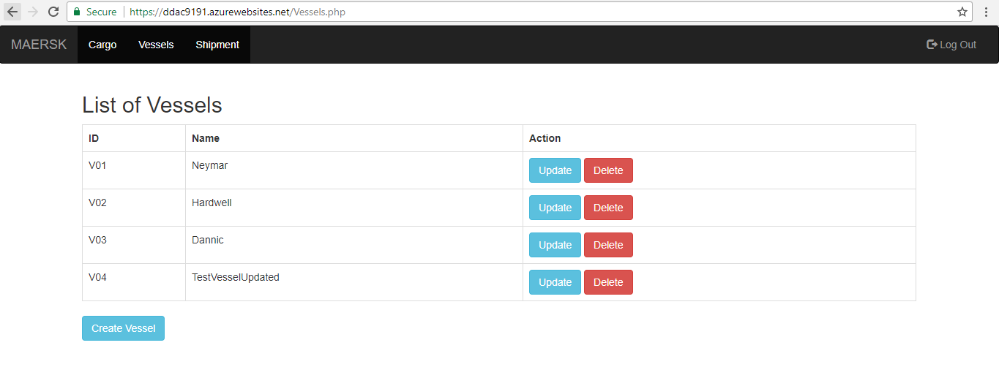 Secure https://ddac9191.azurewebsites.net/Vessels.php
MAERSK Cargo Vessels Shipment Log Out
List of Vessels
ID Name Action
V01 Neymar Update Delete
V02 Hardwell Update Delete
V03 Dannic Update Delete
V04 TestVesselUpdated Update Delete
Create Vessel